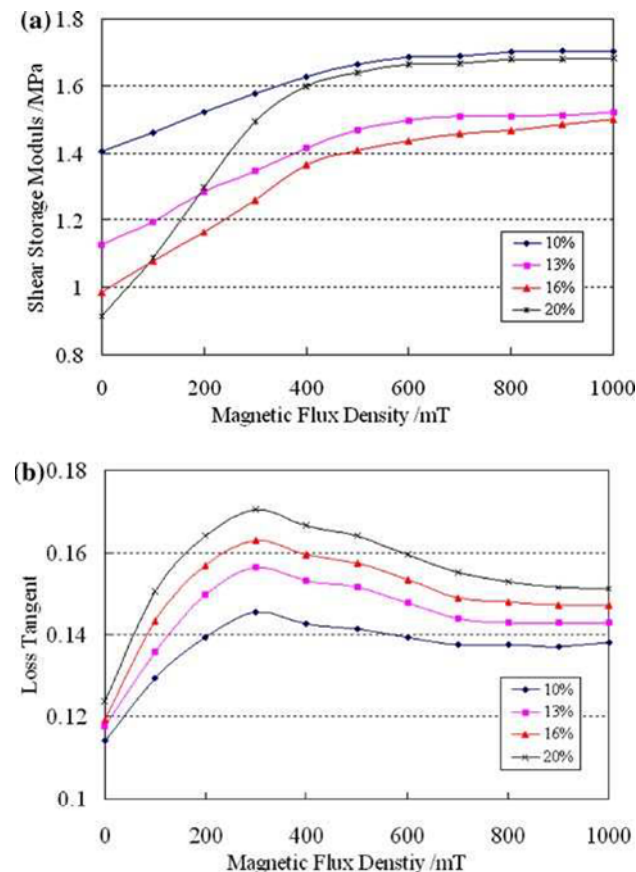 (a)
1.8
1.6
1.4
1.2
1
0.8
Shear Storage Moduls /MPa
10%
13%
16%
20%
0 200 400 600 800 1000
Magnetic Flux Density /mT
(b)
0.18
0.16
0.14
0.12
0.1
Loss Tangent
10%
13%
16%
20%
0 200 400 600 800 1000
Magnetic Flux Denstiy /mT